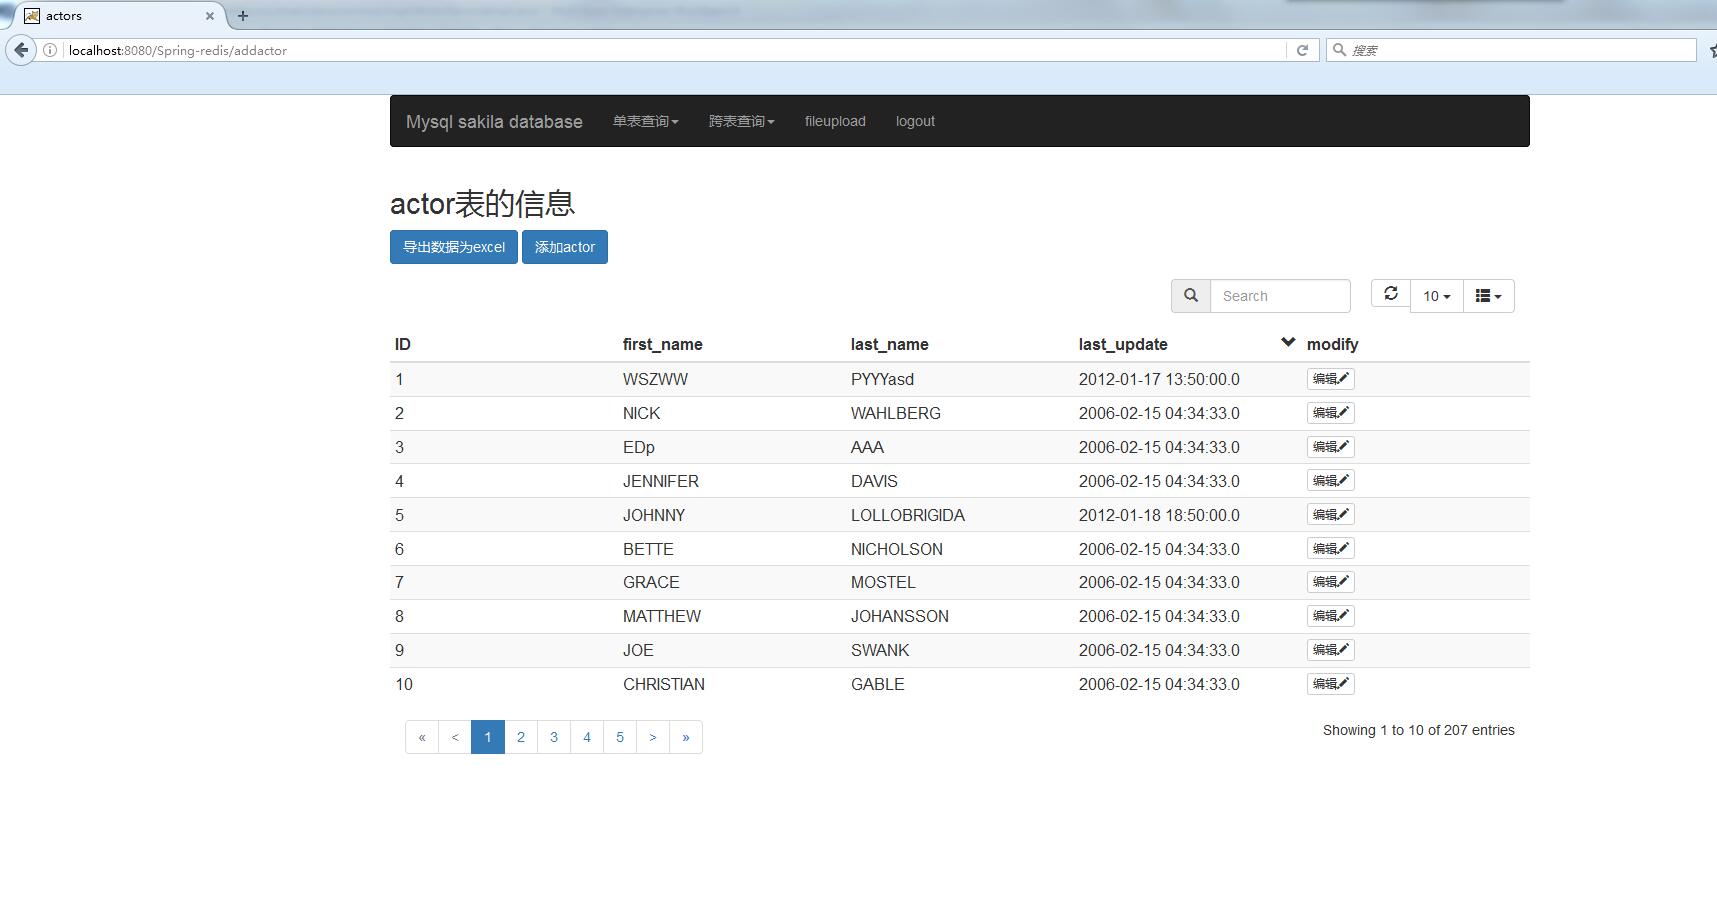 actors
localhost:8080/Spring-redis/addactor
搜索
Mysql sakila database 单表查询 跨表查询 fileupload logout
actor表的信息
导出数据为excel 添加actor
Search 10
ID first_name last_name last_update modify
1 WSZWW PYYYasd 2012-01-17 13:50:00.0 编辑
2 NICK WAHLBERG 2006-02-15 04:34:33.0 编辑
3 EDp AAA 2006-02-15 04:34:33.0 编辑
4 JENNIFER DAVIS 2006-02-15 04:34:33.0 编辑
5 JOHNNY LOLLOBRIGIDA 2012-01-18 18:50:00.0 编辑
6 BETTE NICHOLSON 2006-02-15 04:34:33.0 编辑
7 GRACE MOSTEL 2006-02-15 04:34:33.0 编辑
8 MATTHEW JOHANSSON 2006-02-15 04:34:33.0 编辑
9 JOE SWANK 2006-02-15 04:34:33.0 编辑
10 CHRISTIAN GABLE 2006-02-15 04:34:33.0 编辑
« < 1 2 3 4 5 > »
Showing 1 to 10 of 207 entries